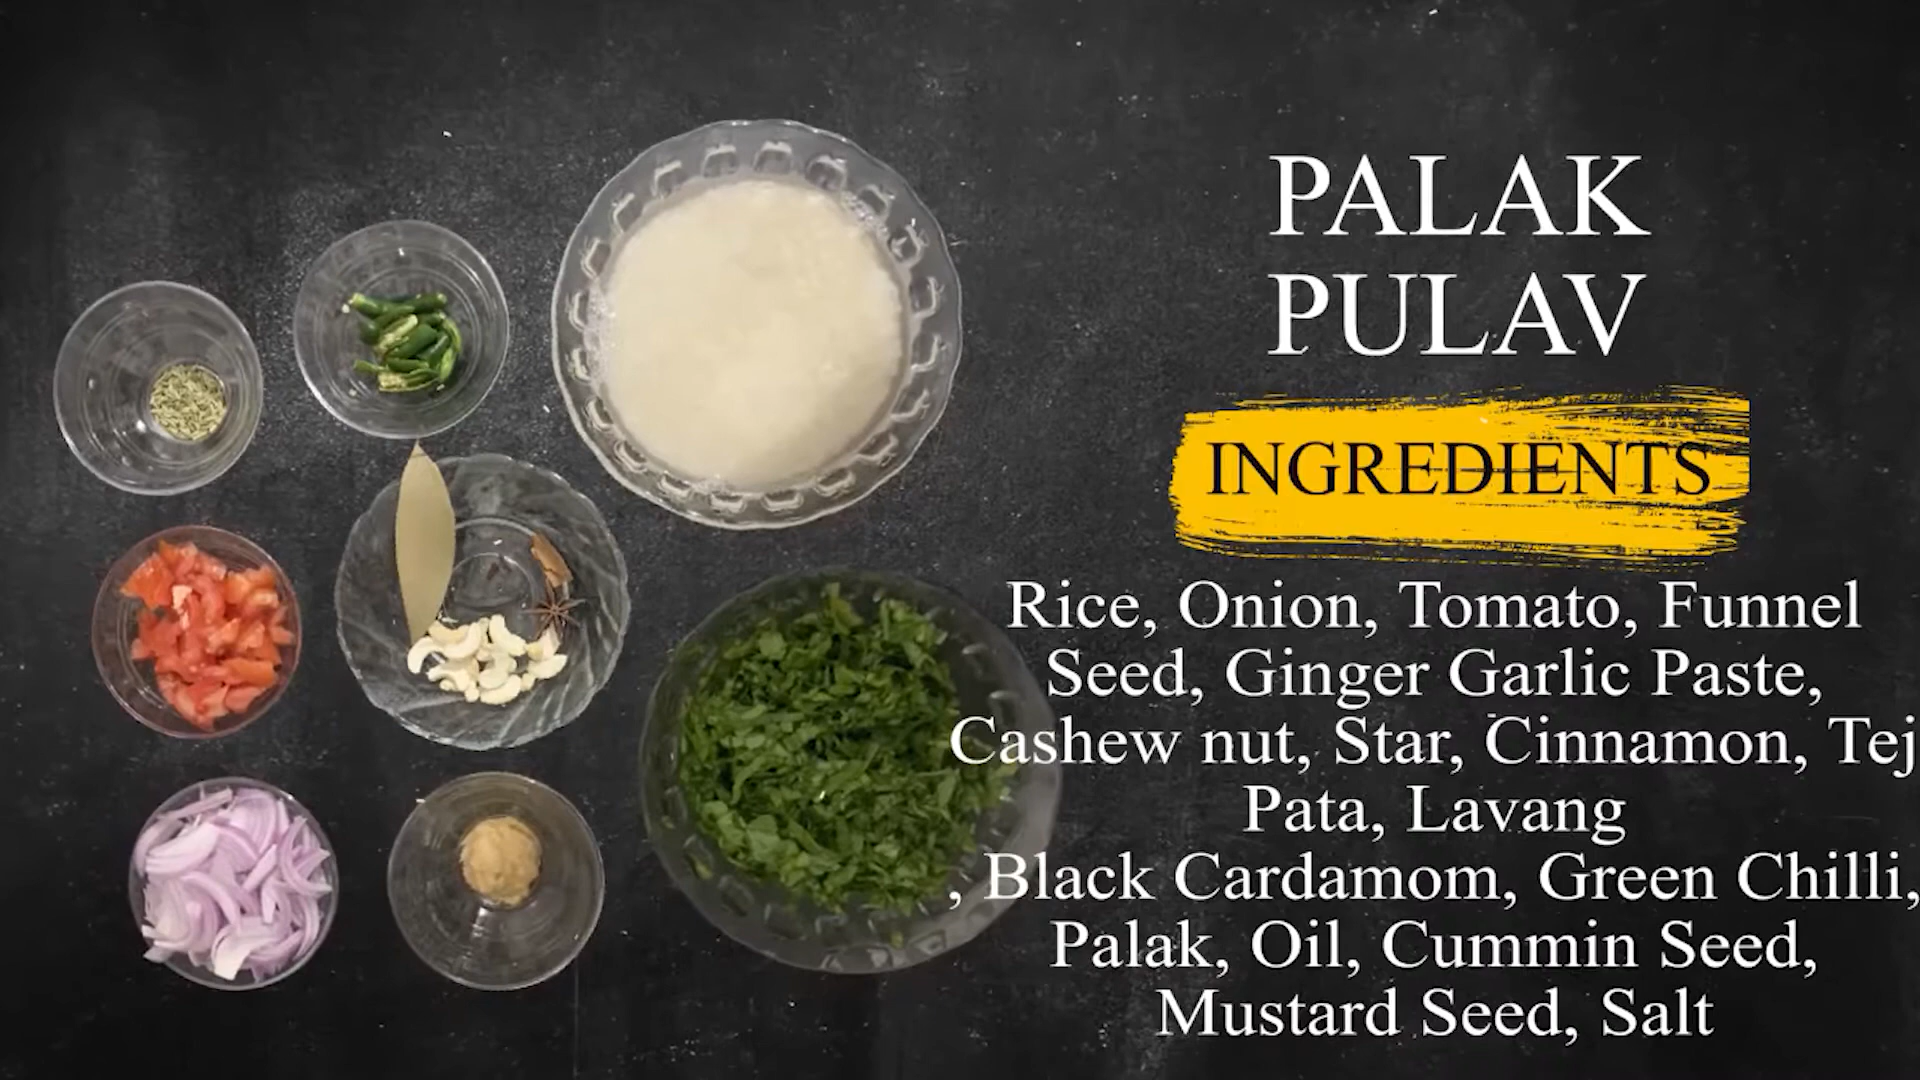 PALAK
PULAV
INGREDIENTS
Rice, Onion, Tomato, Funnel
Seed, Ginger Garlic Paste,
Cashew nut, Star, Cinnamon, Tej
Pata, Lavang
, Black Cardamom, Green Chilli,
Palak, Oil, Cummin Seed,
Mustard Seed, Salt